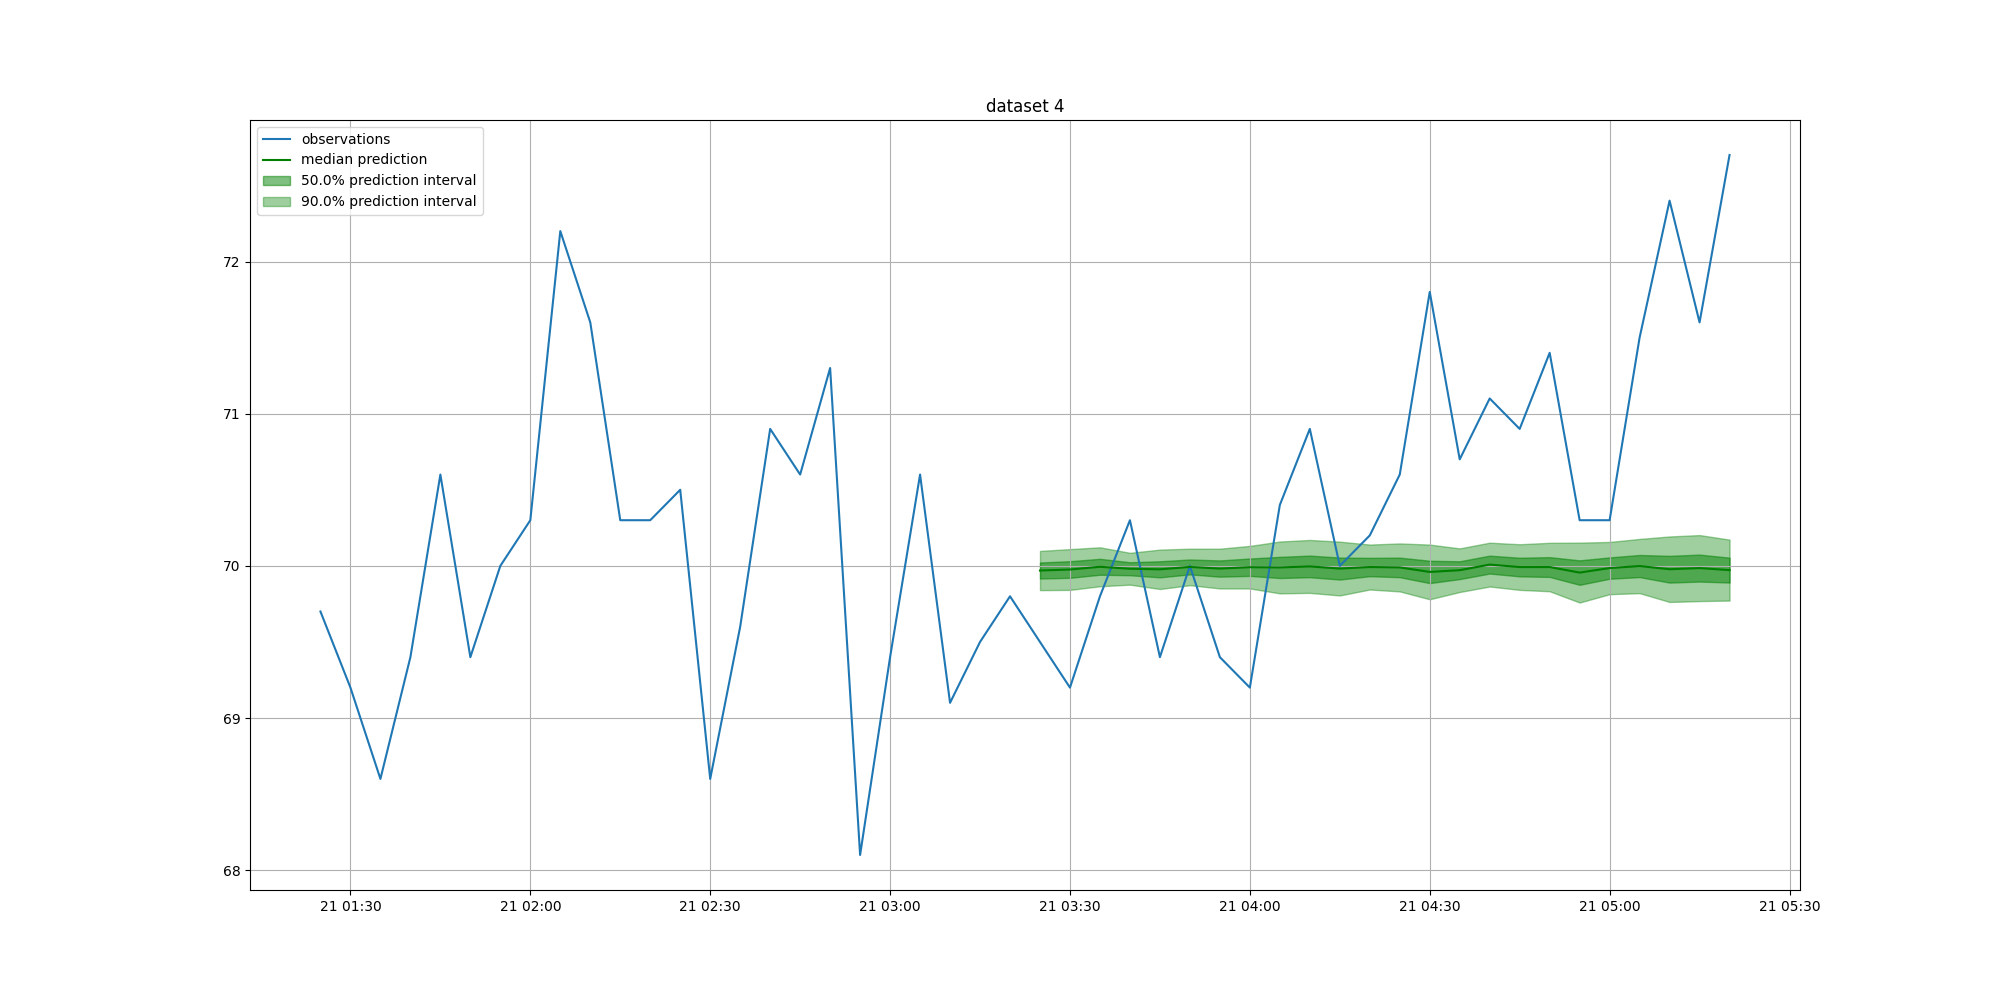 dataset 4
observations
median prediction
50.0% prediction interval
90.0% prediction interval
72
71
70
69
68
21 01:30 21 02:00 21 02:30 21 03:00 21 03:30 21 04:00 21 04:30 21 05:00 21 05:30